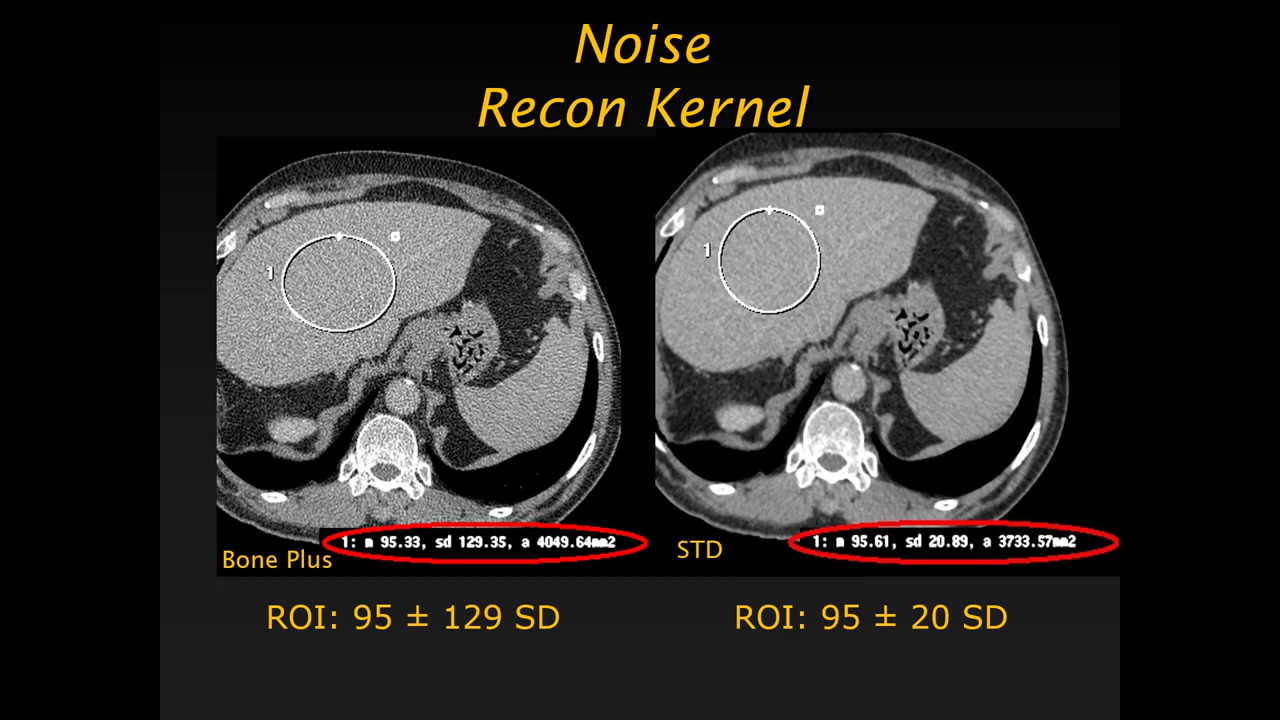 Noise
Recon Kernel
1
1
1: m 95.33, sd 129.35, a 4049.64mm2
1: m 95.61, sd 20.89, a 3733.57mm2
Bone Plus
STD
ROI: 95 ± 129 SD
ROI: 95 ± 20 SD